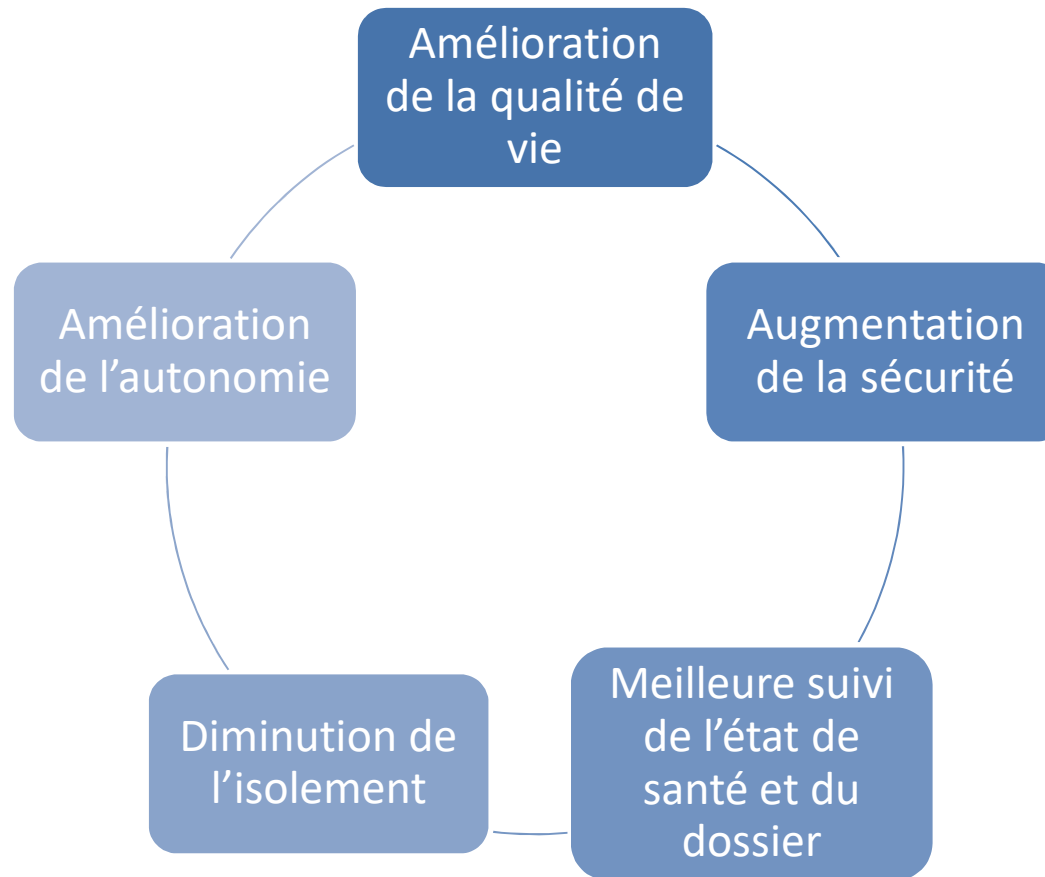 Amélioration
de la qualité de
vie
Augmentation
de la sécurité
Meilleure suivi
de l’état de
santé et du
dossier
Diminution de
l’isolement
Amélioration
de l’autonomie